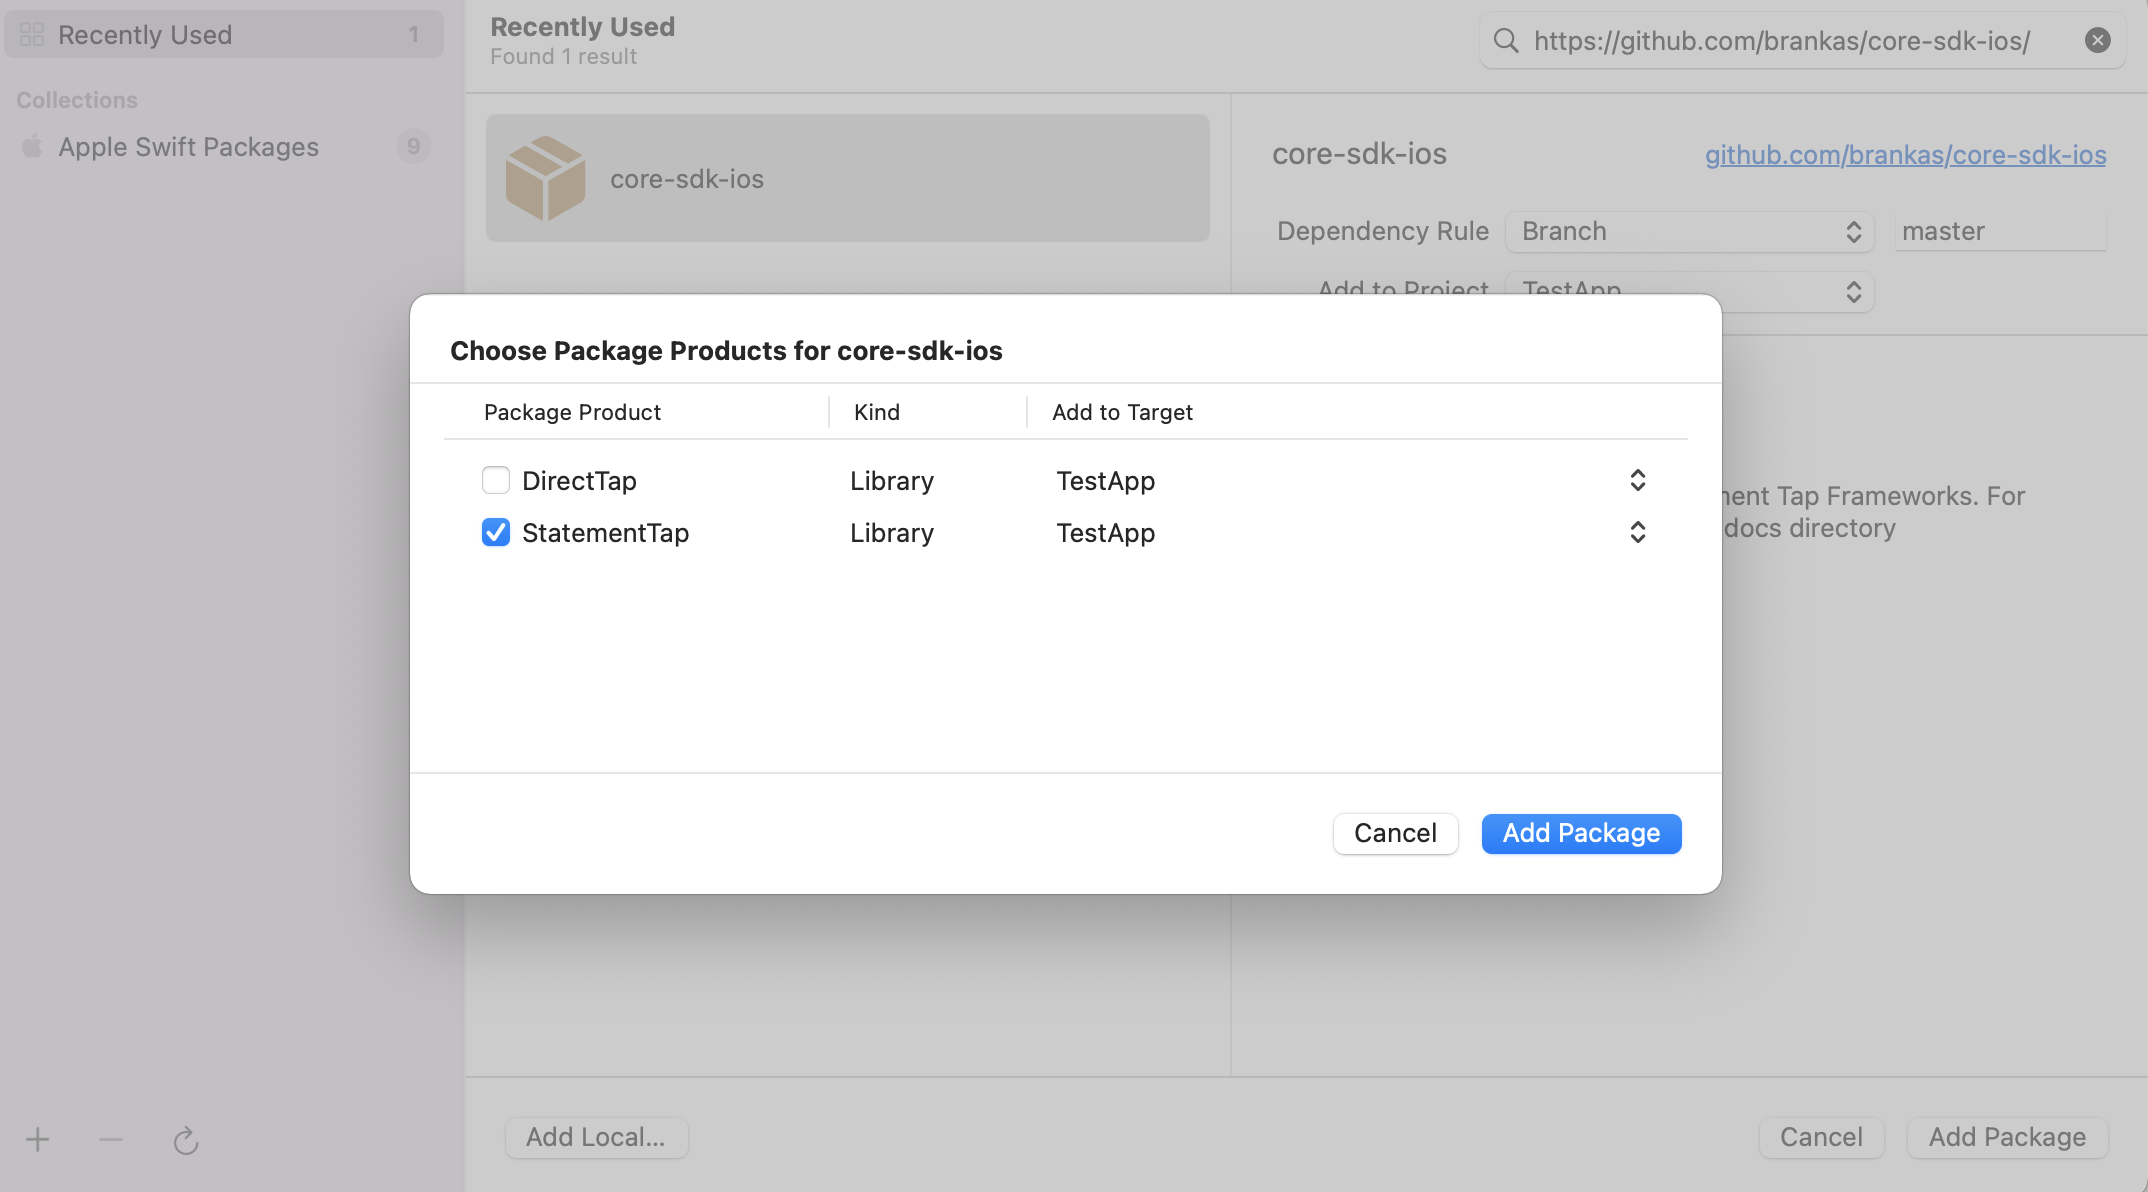 Recently Used 1
Collections
Apple Swift Packages 9
Recently Used
Found 1 result
https://github.com/brankas/core-sdk-ios/
core-sdk-ios
core-sdk-ios
github.com/brankas/core-sdk-ios
Dependency Rule Branch master
Add to Project TestApp
Choose Package Products for core-sdk-ios
Package Product Kind Add to Target
DirectTap Library TestApp
StatementTap Library TestApp
Tap Frameworks. For
docs directory
Cancel Add Package
Add Local... Cancel Add Package